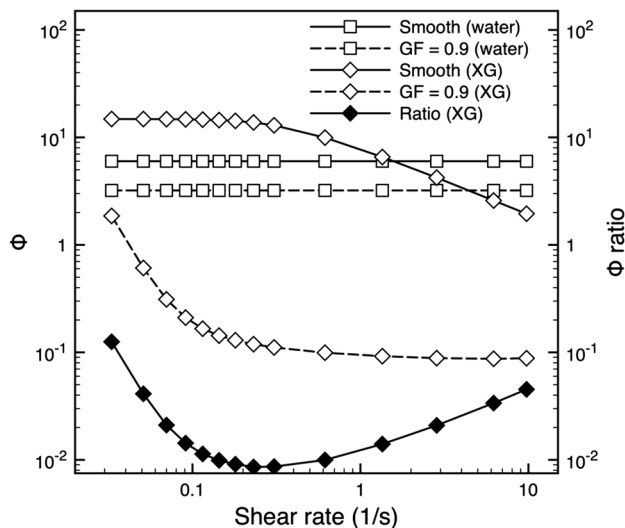 Smooth (water)
GF = 0.9 (water)
Smooth (XG)
GF = 0.9 (XG)
Ratio (XG)
10²
10¹
1
10⁻¹
10⁻²
Φ
10²
10¹
1
10⁻¹
10⁻²
Φ ratio
0.1 1 10
Shear rate (1/s)